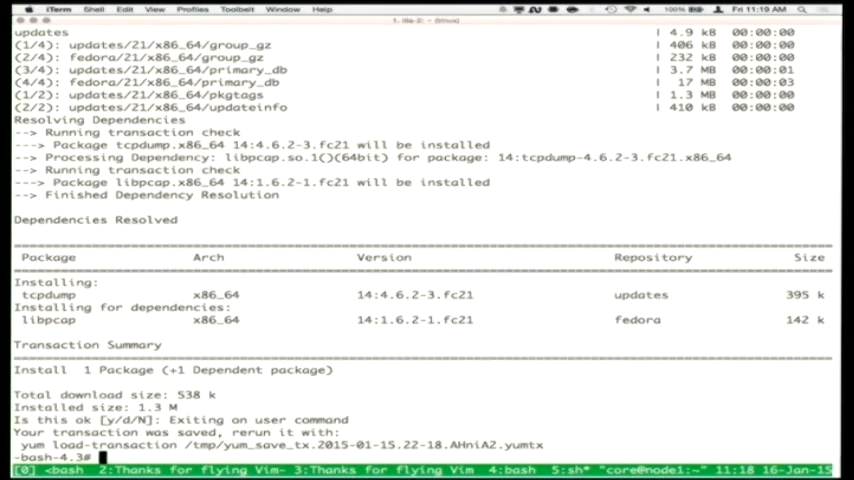 iTerm Shell Edit View Profiles Toolbelt Window Help 100% Fri 11:19 AM
updates | 4.9 kB 00:00:00
(1/4): updates/21/x86_64/group_gz | 406 kB 00:00:00
(2/4): fedora/21/x86_64/group_gz | 232 kB 00:00:00
(3/4): updates/21/x86_64/primary_db | 3.7 MB 00:00:01
(4/4): fedora/21/x86_64/primary_db | 17 MB 00:00:03
(1/2): updates/21/x86_64/pkgtags | 1.3 MB 00:00:00
(2/2): updates/21/x86_64/updateinfo | 410 kB 00:00:00
Resolving Dependencies
--> Running transaction check
---> Package tcpdump.x86_64 14:4.6.2-3.fc21 will be installed
--> Processing Dependency: libpcap.so.1()(64bit) for package: 14:tcpdump-4.6.2-3.fc21.x86_64
--> Running transaction check
---> Package libpcap.x86_64 14:1.6.2-1.fc21 will be installed
--> Finished Dependency Resolution
Dependencies Resolved
Package Arch Version Repository Size
Installing:
tcpdump x86_64 14:4.6.2-3.fc21 updates 395 k
Installing for dependencies:
libpcap x86_64 14:1.6.2-1.fc21 fedora 142 k
Transaction Summary
Install 1 Package (+1 Dependent package)
Total download size: 538 k
Installed size: 1.3 M
Is this ok [y/d/N]: Exiting on user command
Your transaction was saved, rerun it with:
yum load-transaction /tmp/yum_save_tx.2015-01-15.22-18.AHniA2.yumtx
-bash-4.3#
[0] <bash 2:Thanks for flying Vim- 3:Thanks for flying Vim 4:bash 5:sh* "core@node1:~" 11:18 16-Jan-15